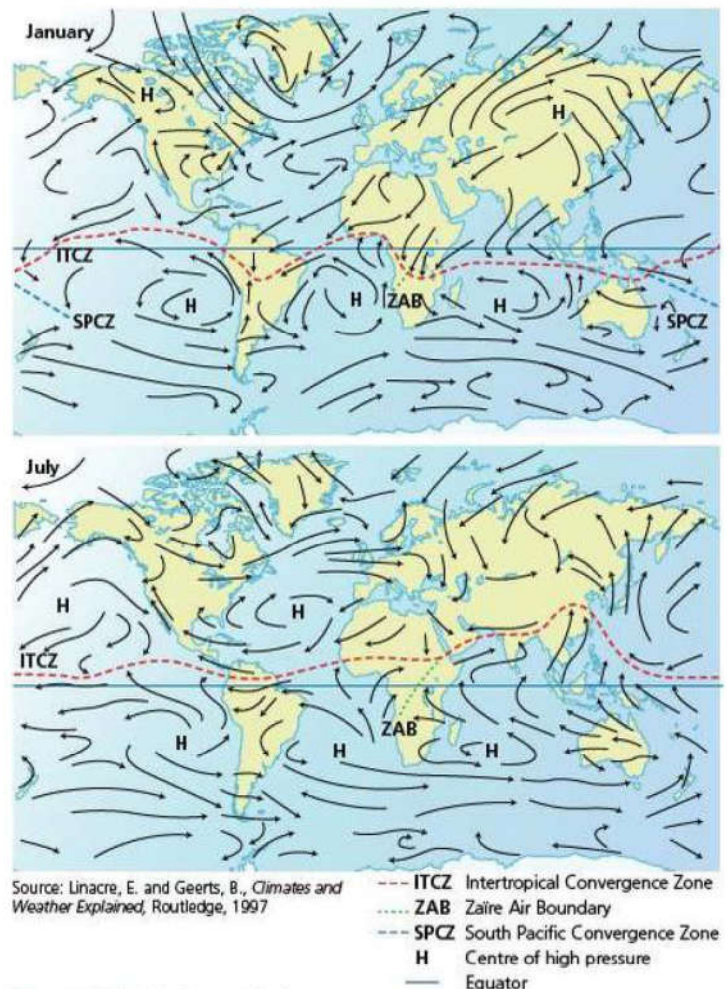 January
H
H
ITCZ
H
H
ZAB
H
SPCZ
SPCZ
July
H
H
ITCZ
ZAB
H
H
H
Source: Linacre, E. and Geerts, B., Climates and
Weather Explained, Routledge, 1997
ITCZ Intertropical Convergence Zone
ZAB Zaïre Air Boundary
SPCZ South Pacific Convergence Zone
H Centre of high pressure
Equator